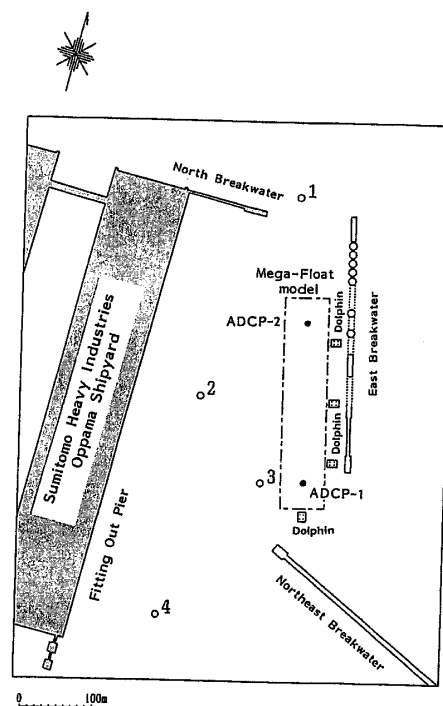 North Breakwater
1
Mega-Float
model
ADCP-2
Dolphin
East Breakwater
2
Dolphin
3
ADCP-1
Dolphin
Sumitomo Heavy Industries
Oppama Shipyard
Fitting Out Pier
4
Northeast Breakwater
0 100m